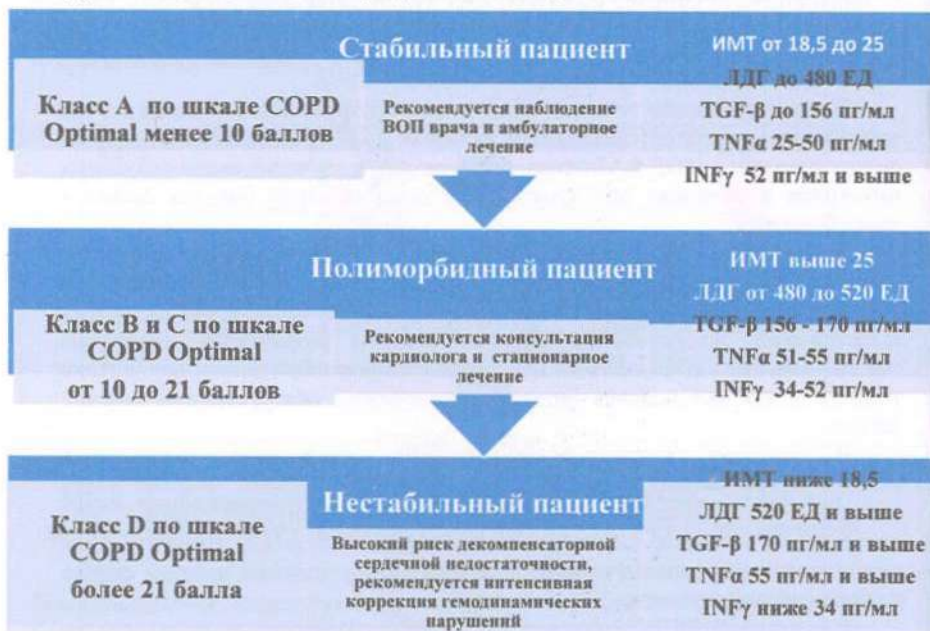 Стабильный пациент
Класс А по шкале COPD
Optimal менее 10 баллов
Рекомендуется наблюдение
ВОП врача и амбулаторное
лечение
ИМТ от 18,5 до 25
ЛДГ до 480 ЕД
TGF-β до 156 пг/мл
TNFα 25-50 пг/мл
INFγ 52 пг/мл и выше
Полиморбидный пациент
Класс В и С по шкале
COPD Optimal
от 10 до 21 баллов
Рекомендуется консультация
кардиолога и стационарное
лечение
ИМТ выше 25
ЛДГ от 480 до 520 ЕД
TGF-β 156 - 170 пг/мл
TNFα 51-55 пг/мл
INFγ 34-52 пг/мл
Нестабильный пациент
Класс D по шкале
COPD Optimal
более 21 балла
Высокий риск декомпенсаторной
сердечной недостаточности,
рекомендуется интенсивная
коррекция гемодинамических
нарушений
ИМТ ниже 18,5
ЛДГ 520 ЕД и выше
TGF-β 170 пг/мл и выше
TNFα 55 пг/мл и выше
INFγ ниже 34 пг/мл